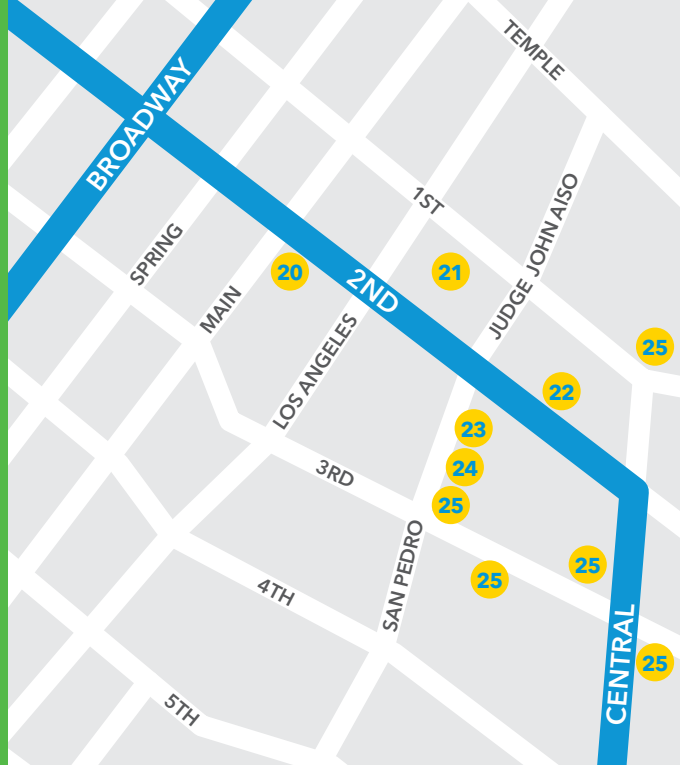 TEMPLE
BROADWAY
1ST
JUDGE JOHN AISO
SPRING
20
21
2ND
MAIN
25
LOS ANGELES
22
23
3RD
24
25
SAN PEDRO
25
25
4TH
CENTRAL
25
5TH